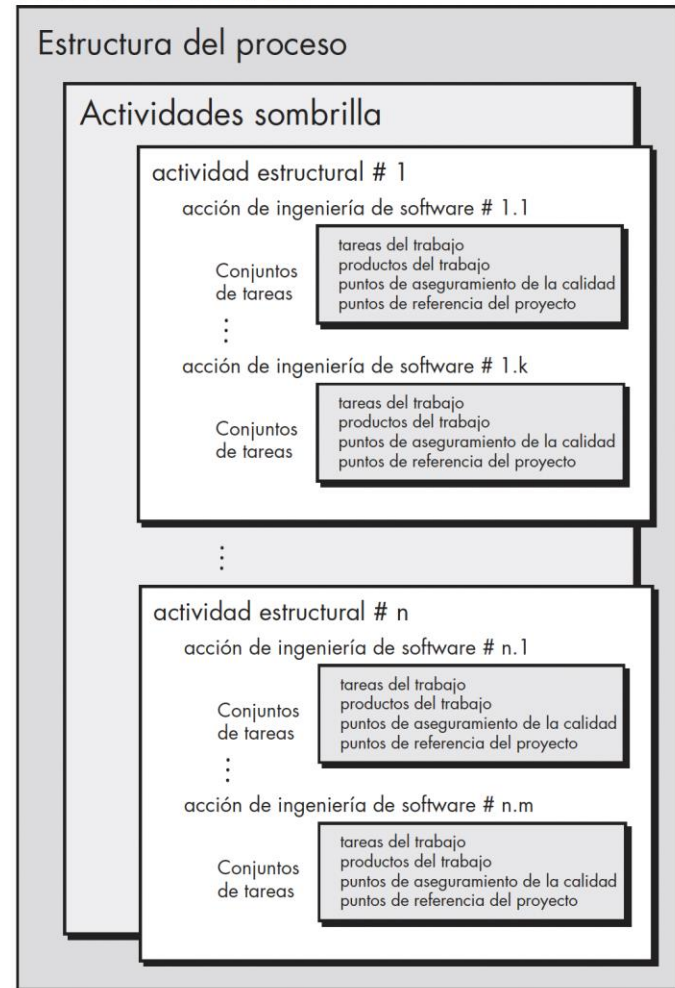 Estructura del proceso
Actividades sombrilla
actividad estructural # 1
acción de ingeniería de software # 1.1
Conjuntos
de tareas
tareas del trabajo
productos del trabajo
puntos de aseguramiento de la calidad
puntos de referencia del proyecto
acción de ingeniería de software # 1.k
Conjuntos
de tareas
tareas del trabajo
productos del trabajo
puntos de aseguramiento de la calidad
puntos de referencia del proyecto
actividad estructural # n
acción de ingeniería de software # n.1
Conjuntos
de tareas
tareas del trabajo
productos del trabajo
puntos de aseguramiento de la calidad
puntos de referencia del proyecto
acción de ingeniería de software # n.m
Conjuntos
de tareas
tareas del trabajo
productos del trabajo
puntos de aseguramiento de la calidad
puntos de referencia del proyecto